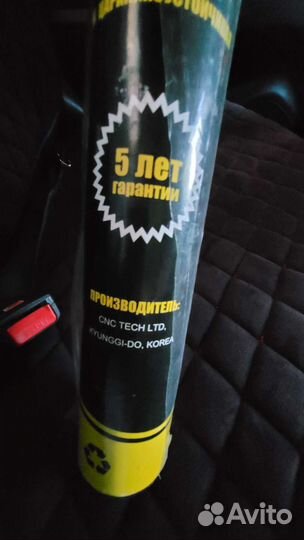 5 лет
гарантии
ПРОИЗВОДИТЕЛЬ:
CNC TECH LTD,
KYUNGGI-DO, KOREA
Avito